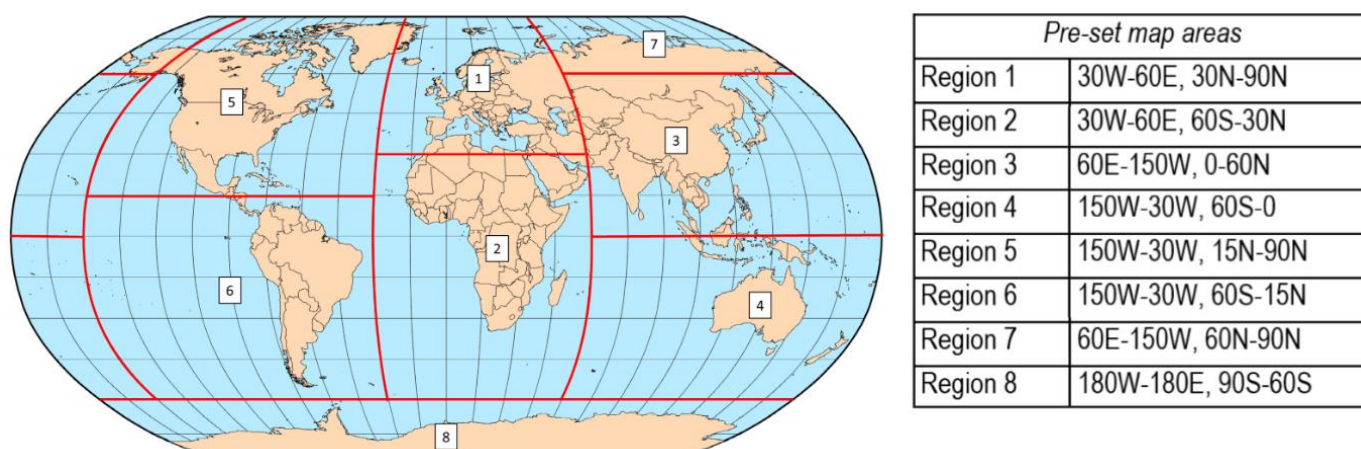 7
1
5
3
2
6
4
8
Pre-set map areas
Region 1 30W-60E, 30N-90N
Region 2 30W-60E, 60S-30N
Region 3 60E-150W, 0-60N
Region 4 150W-30W, 60S-0
Region 5 150W-30W, 15N-90N
Region 6 150W-30W, 60S-15N
Region 7 60E-150W, 60N-90N
Region 8 180W-180E, 90S-60S